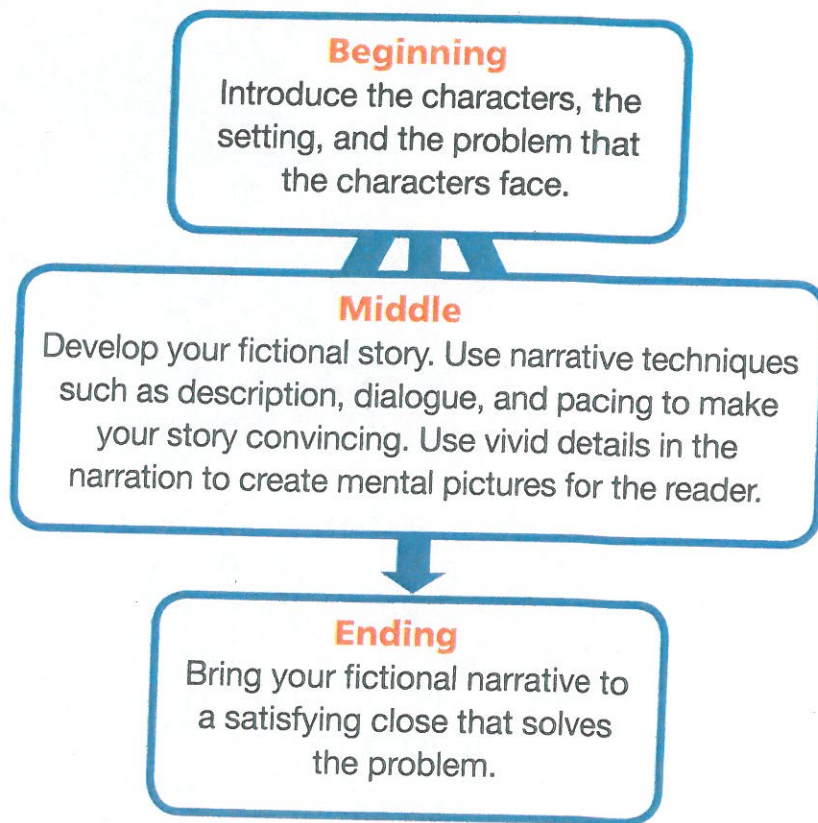 Beginning
Introduce the characters, the
setting, and the problem that
the characters face.
Middle
Develop your fictional story. Use narrative techniques
such as description, dialogue, and pacing to make
your story convincing. Use vivid details in the
narration to create mental pictures for the reader.
Ending
Bring your fictional narrative to
a satisfying close that solves
the problem.